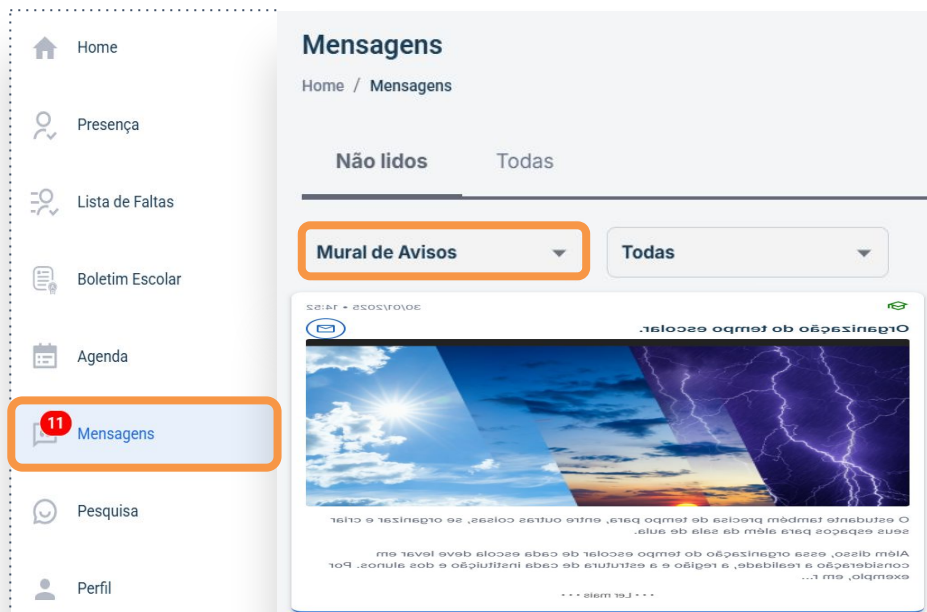 Home
Presença
Lista de Faltas
Boletim Escolar
Agenda
11
Mensagens
Pesquisa
Perfil
Mensagens
Home / Mensagens
Não lidos
Todas
Mural de Avisos
Todas
30/01/2025 • 14:52
Organização do tempo escolar.
O estudante também precisa de tempo para, entre outras coisas, se organizar e criar
seus espaços para além da sala de aula.
Além disso, essa organização do tempo escolar de cada escola deve levar em
consideração a realidade, a região e a estrutura de cada instituição e dos alunos. Por
exemplo, em r...
• • • Ler mais • • •